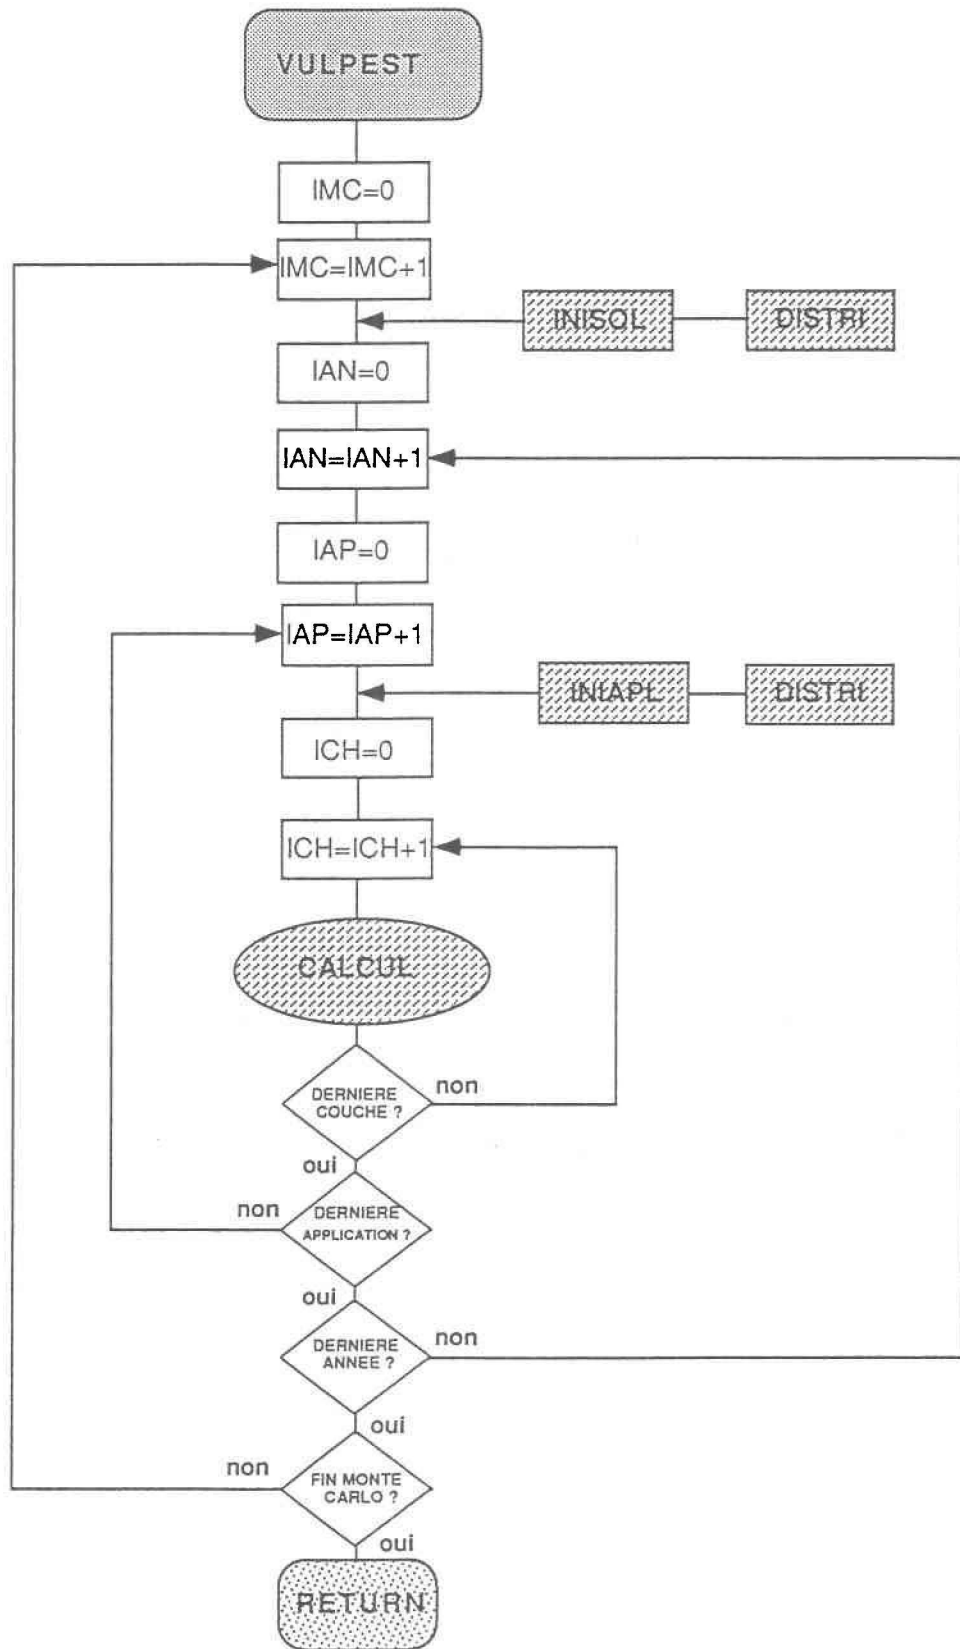 VULPEST
IMC=0
IMC=IMC+1
INISOL
DISTRI
IAN=0
IAN=IAN+1
IAP=0
IAP=IAP+1
INIAPL
DISTRI
ICH=0
ICH=ICH+1
CALCUL
DERNIERE
COUCHE ?
non
oui
non
DERNIERE
APPLICATION ?
oui
DERNIERE
ANNEE ?
non
oui
non
FIN MONTE
CARLO ?
oui
RETURN